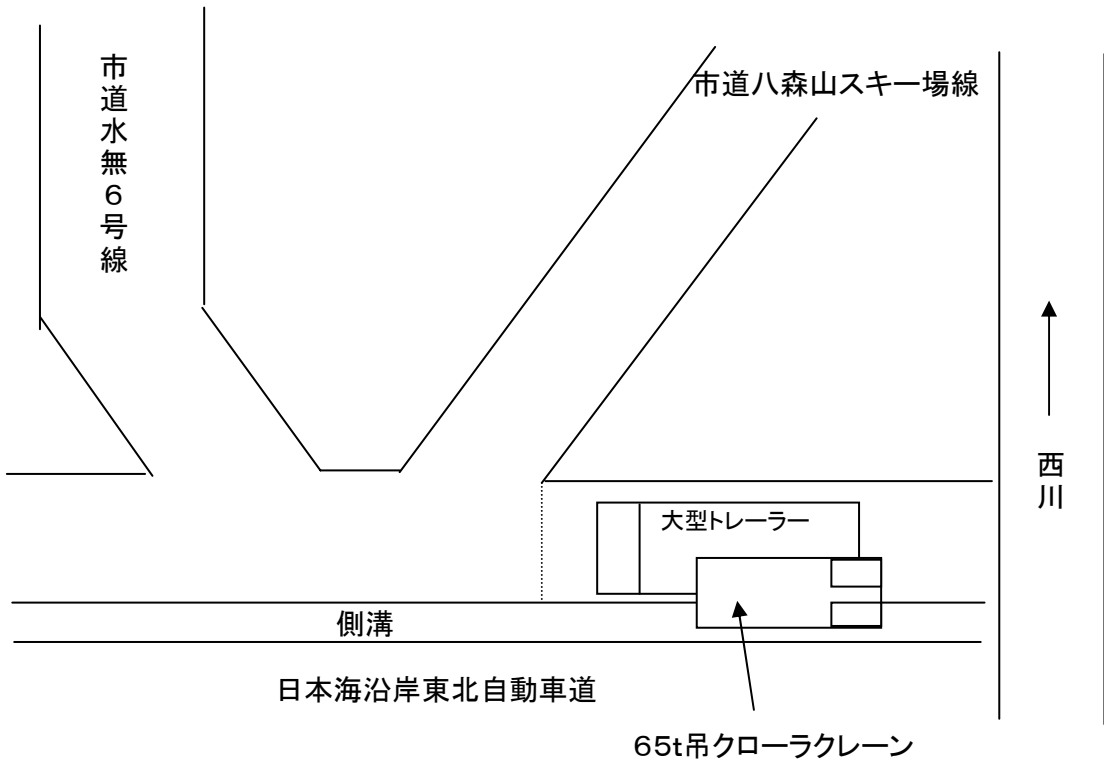 市道水無6号線
市道八森山スキー場線
西川
大型トレーラー
側溝
日本海沿岸東北自動車道
65t吊クローラクレーン